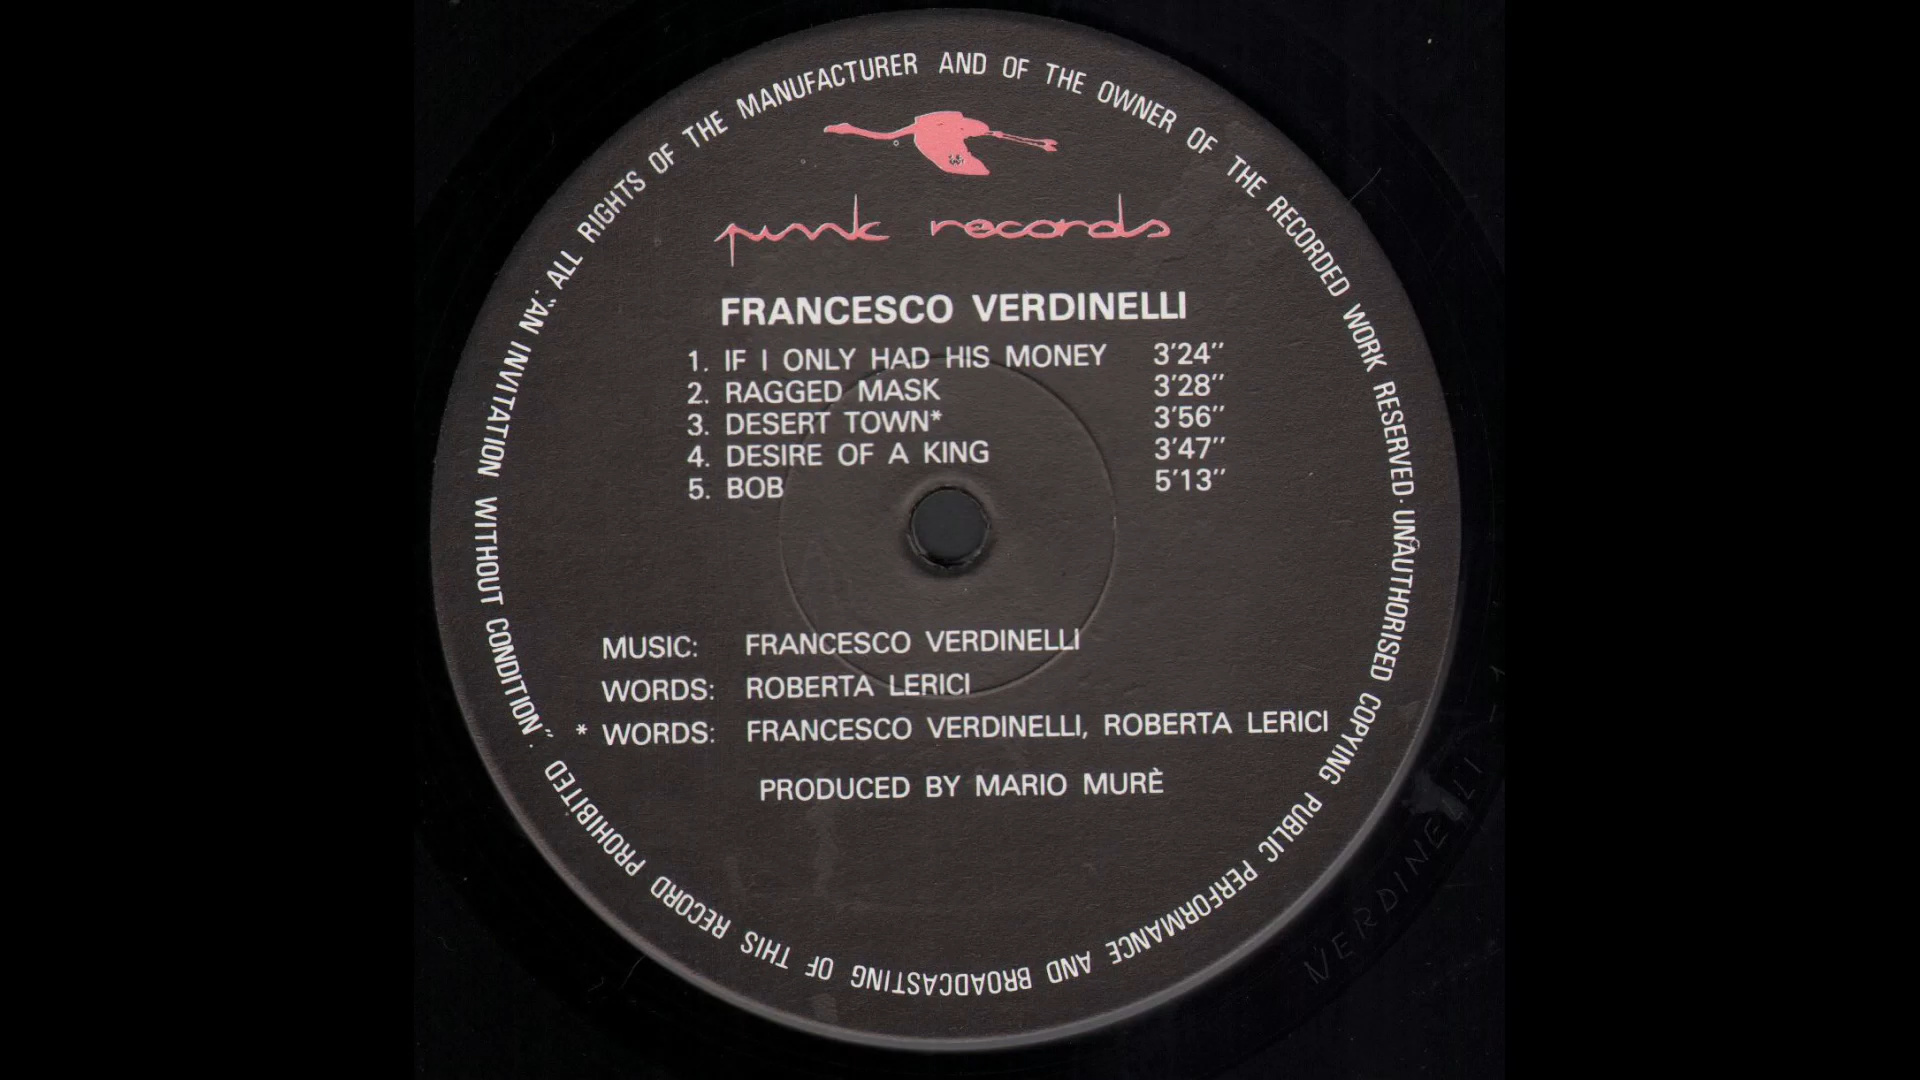 "AN INVITATION WITHOUT CONDITION". ALL RIGHTS OF THE MANUFACTURER AND OF THE OWNER OF THE RECORDED WORK RESERVED · UNAUTHORISED COPYING PUBLIC PERFORMANCE AND BROADCASTING OF THIS RECORD PROHIBITED
punk records
FRANCESCO VERDINELLI
1. IF I ONLY HAD HIS MONEY 3'24''
2. RAGGED MASK 3'28''
3. DESERT TOWN* 3'56''
4. DESIRE OF A KING 3'47''
5. BOB 5'13''
MUSIC: FRANCESCO VERDINELLI
WORDS: ROBERTA LERICI
* WORDS: FRANCESCO VERDINELLI, ROBERTA LERICI
PRODUCED BY MARIO MURÈ
VERDINELLI - 1